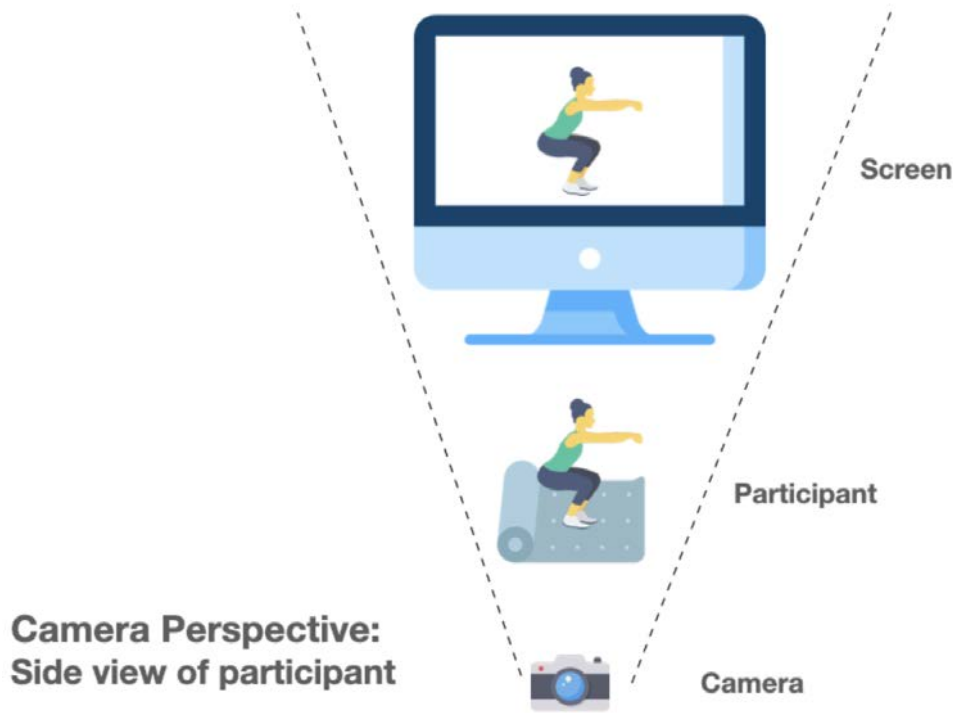 Screen
Participant
Camera Perspective:
Side view of participant
Camera